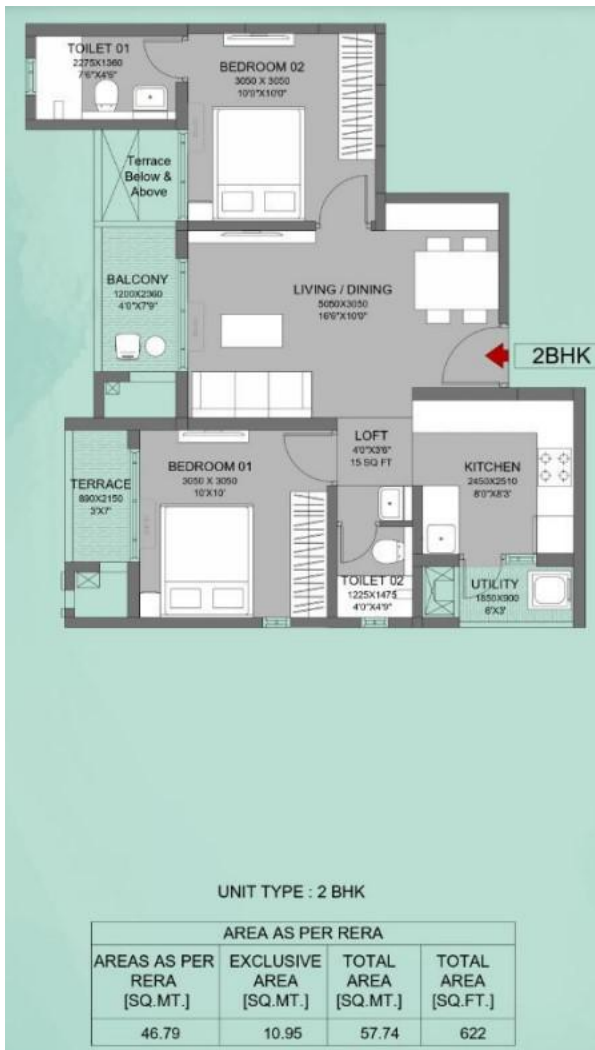 TOILET 01
2275X1360
7'6"X4'6"
BEDROOM 02
3050 X 3050
10'0"X10'0"
Terrace
Below &
Above
BALCONY
1200X2360
4'0"X7'9"
LIVING / DINING
5050X3050
16'6"X10'0"
2BHK
LOFT
4'0"X3'6"
15 SQ FT
BEDROOM 01
3050 X 3050
10'X10'
KITCHEN
2450X2510
8'0"X8'3"
TERRACE
890X2150
3'X7'
TOILET 02
1225X1475
4'0"X4'9"
UTILITY
1850X900
6'X3'
UNIT TYPE : 2 BHK
AREA AS PER RERA
AREAS AS PER RERA [SQ.MT.] EXCLUSIVE AREA [SQ.MT.] TOTAL AREA [SQ.MT.] TOTAL AREA [SQ.FT.]
46.79 10.95 57.74 622